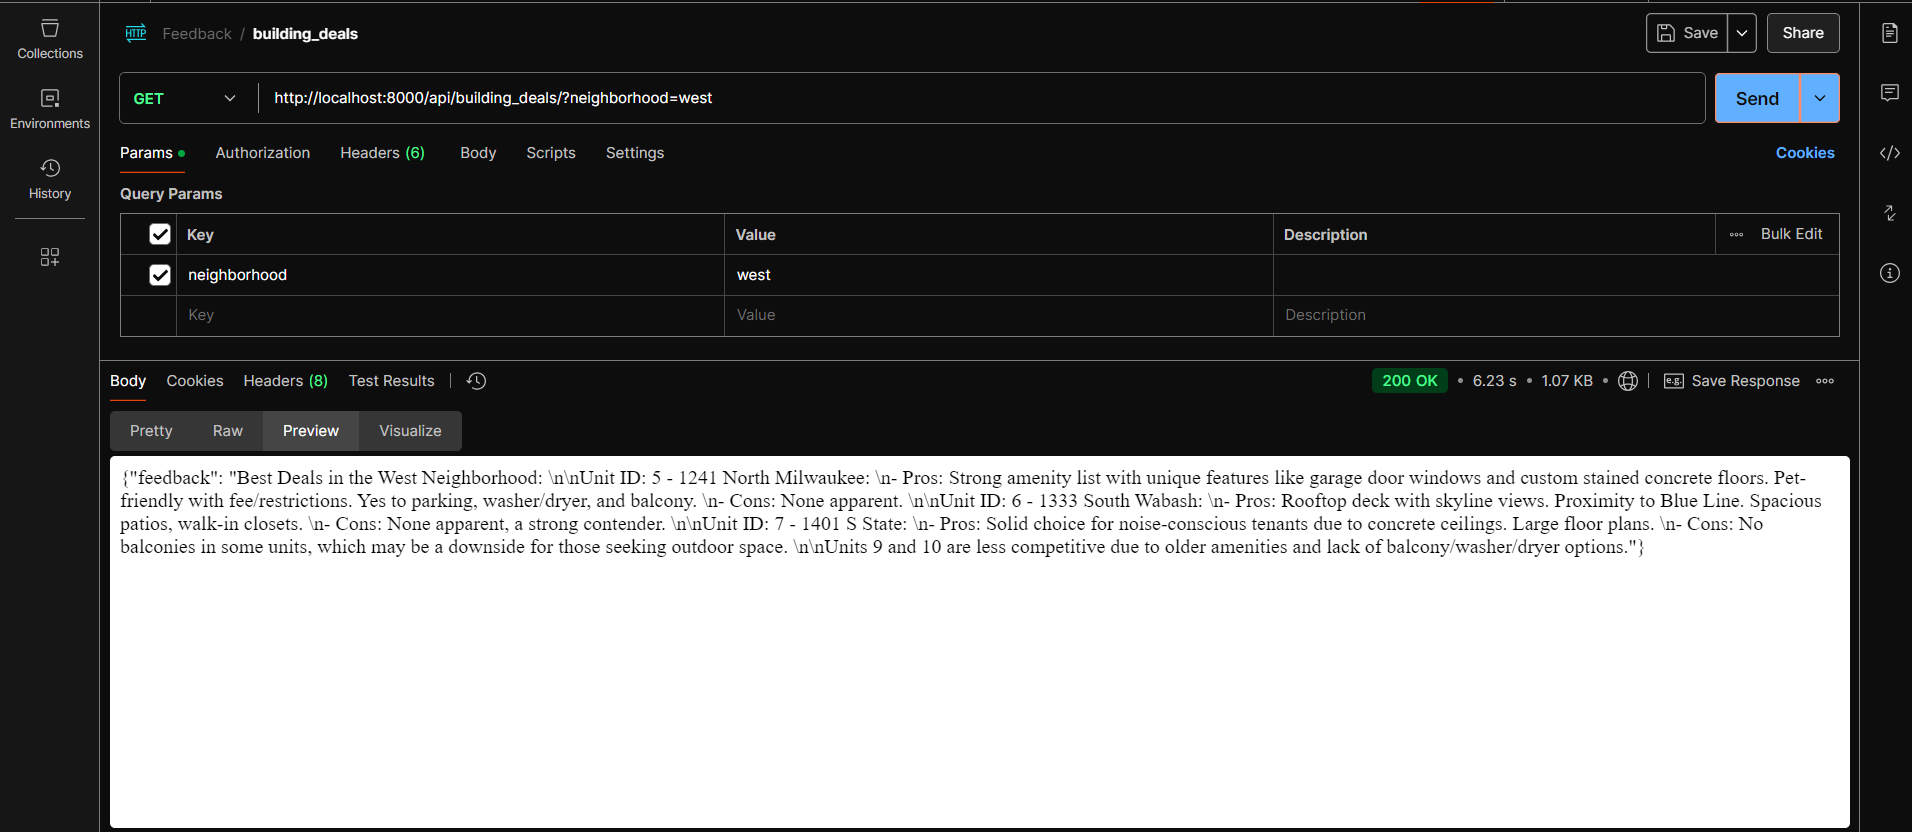 Collections
Environments
History
HTTP Feedback / building_deals
Save
Share
GET
http://localhost:8000/api/building_deals/?neighborhood=west
Send
Params Authorization Headers (6) Body Scripts Settings
Cookies
Query Params
Key Value Description Bulk Edit
neighborhood west
Key Value Description
Body Cookies Headers (8) Test Results
200 OK • 6.23 s • 1.07 KB • e.g. Save Response
Pretty Raw Preview Visualize
{"feedback": "Best Deals in the West Neighborhood: \n\nUnit ID: 5 - 1241 North Milwaukee: \n- Pros: Strong amenity list with unique features like garage door windows and custom stained concrete floors. Pet-
friendly with fee/restrictions. Yes to parking, washer/dryer, and balcony. \n- Cons: None apparent. \n\nUnit ID: 6 - 1333 South Wabash: \n- Pros: Rooftop deck with skyline views. Proximity to Blue Line. Spacious
patios, walk-in closets. \n- Cons: None apparent, a strong contender. \n\nUnit ID: 7 - 1401 S State: \n- Pros: Solid choice for noise-conscious tenants due to concrete ceilings. Large floor plans. \n- Cons: No
balconies in some units, which may be a downside for those seeking outdoor space. \n\nUnits 9 and 10 are less competitive due to older amenities and lack of balcony/washer/dryer options."}